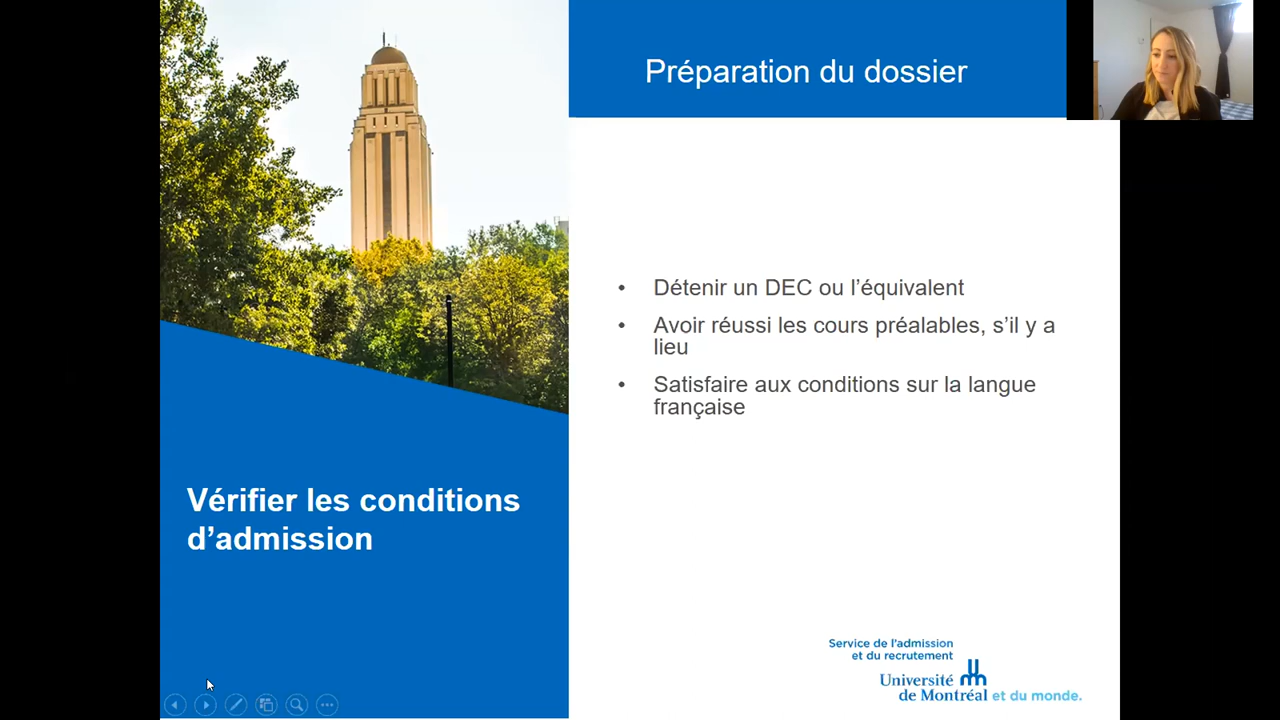 Préparation du dossier
• Détenir un DEC ou l’équivalent
• Avoir réussi les cours préalables, s’il y a
lieu
• Satisfaire aux conditions sur la langue
française
Vérifier les conditions
d’admission
Service de l’admission
et du recrutement
Université
de Montréal et du monde.